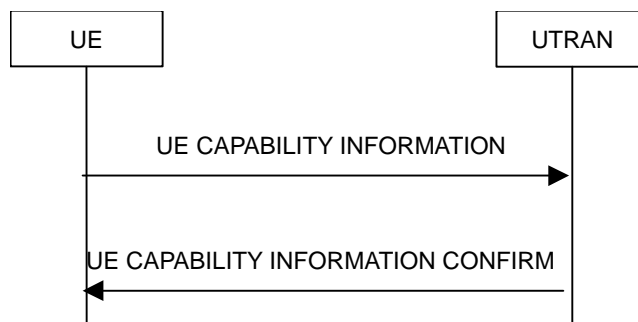 UE
UTRAN
UE CAPABILITY INFORMATION
UE CAPABILITY INFORMATION CONFIRM